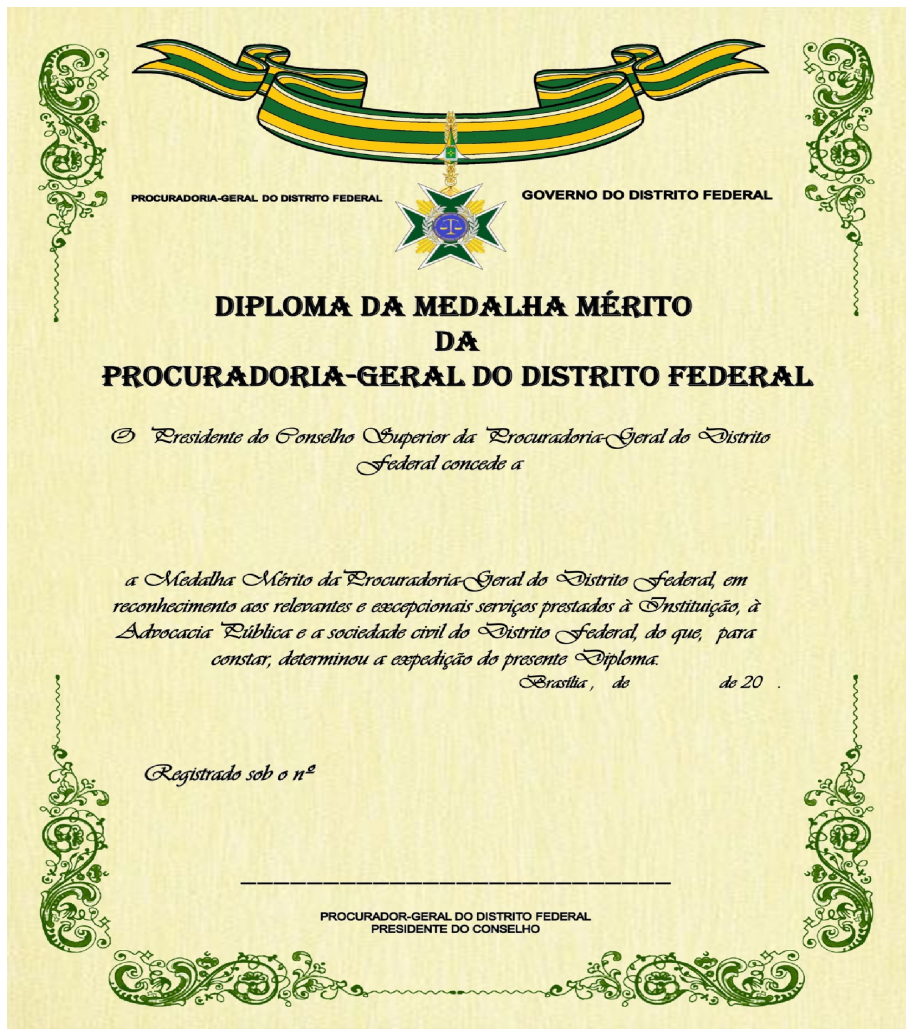 PROCURADORIA-GERAL DO DISTRITO FEDERAL
GOVERNO DO DISTRITO FEDERAL
DIPLOMA DA MEDALHA MÉRITO
DA
PROCURADORIA-GERAL DO DISTRITO FEDERAL
O Presidente do Conselho Superior da Procuradoria-Geral do Distrito
Federal concede a
a Medalha Mérito da Procuradoria-Geral do Distrito Federal, em
reconhecimento aos relevantes e excepcionais serviços prestados à Instituição, à
Advocacia Pública e a sociedade civil do Distrito Federal, do que, para
constar, determinou a expedição do presente Diploma.
Brasília , de de 20 .
Registrado sob o nº
PROCURADOR-GERAL DO DISTRITO FEDERAL
PRESIDENTE DO CONSELHO